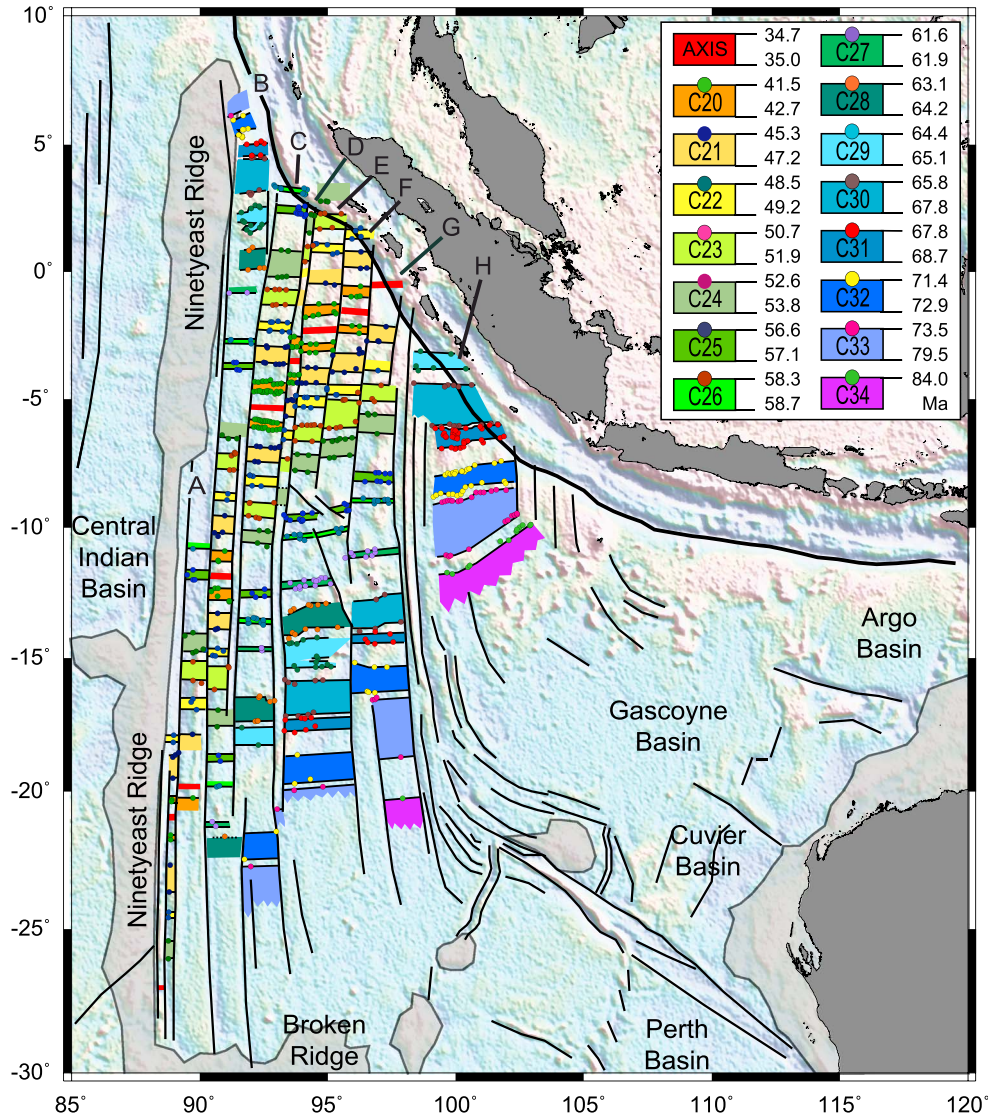 10°
5°
0°
-5°
-10°
-15°
-20°
-25°
-30°
85°
90°
95°
100°
105°
110°
115°
120°
B
C
D
E
F
G
H
A
Ninetyeast Ridge
Ninetyeast Ridge
Central
Indian
Basin
Argo
Basin
Gascoyne
Basin
Cuvier
Basin
Perth
Basin
Broken
Ridge
AXIS 34.7 35.0
C20 41.5 42.7
C21 45.3 47.2
C22 48.5 49.2
C23 50.7 51.9
C24 52.6 53.8
C25 56.6 57.1
C26 58.3 58.7
C27 61.6 61.9
C28 63.1 64.2
C29 64.4 65.1
C30 65.8 67.8
C31 67.8 68.7
C32 71.4 72.9
C33 73.5 79.5
C34 84.0
Ma